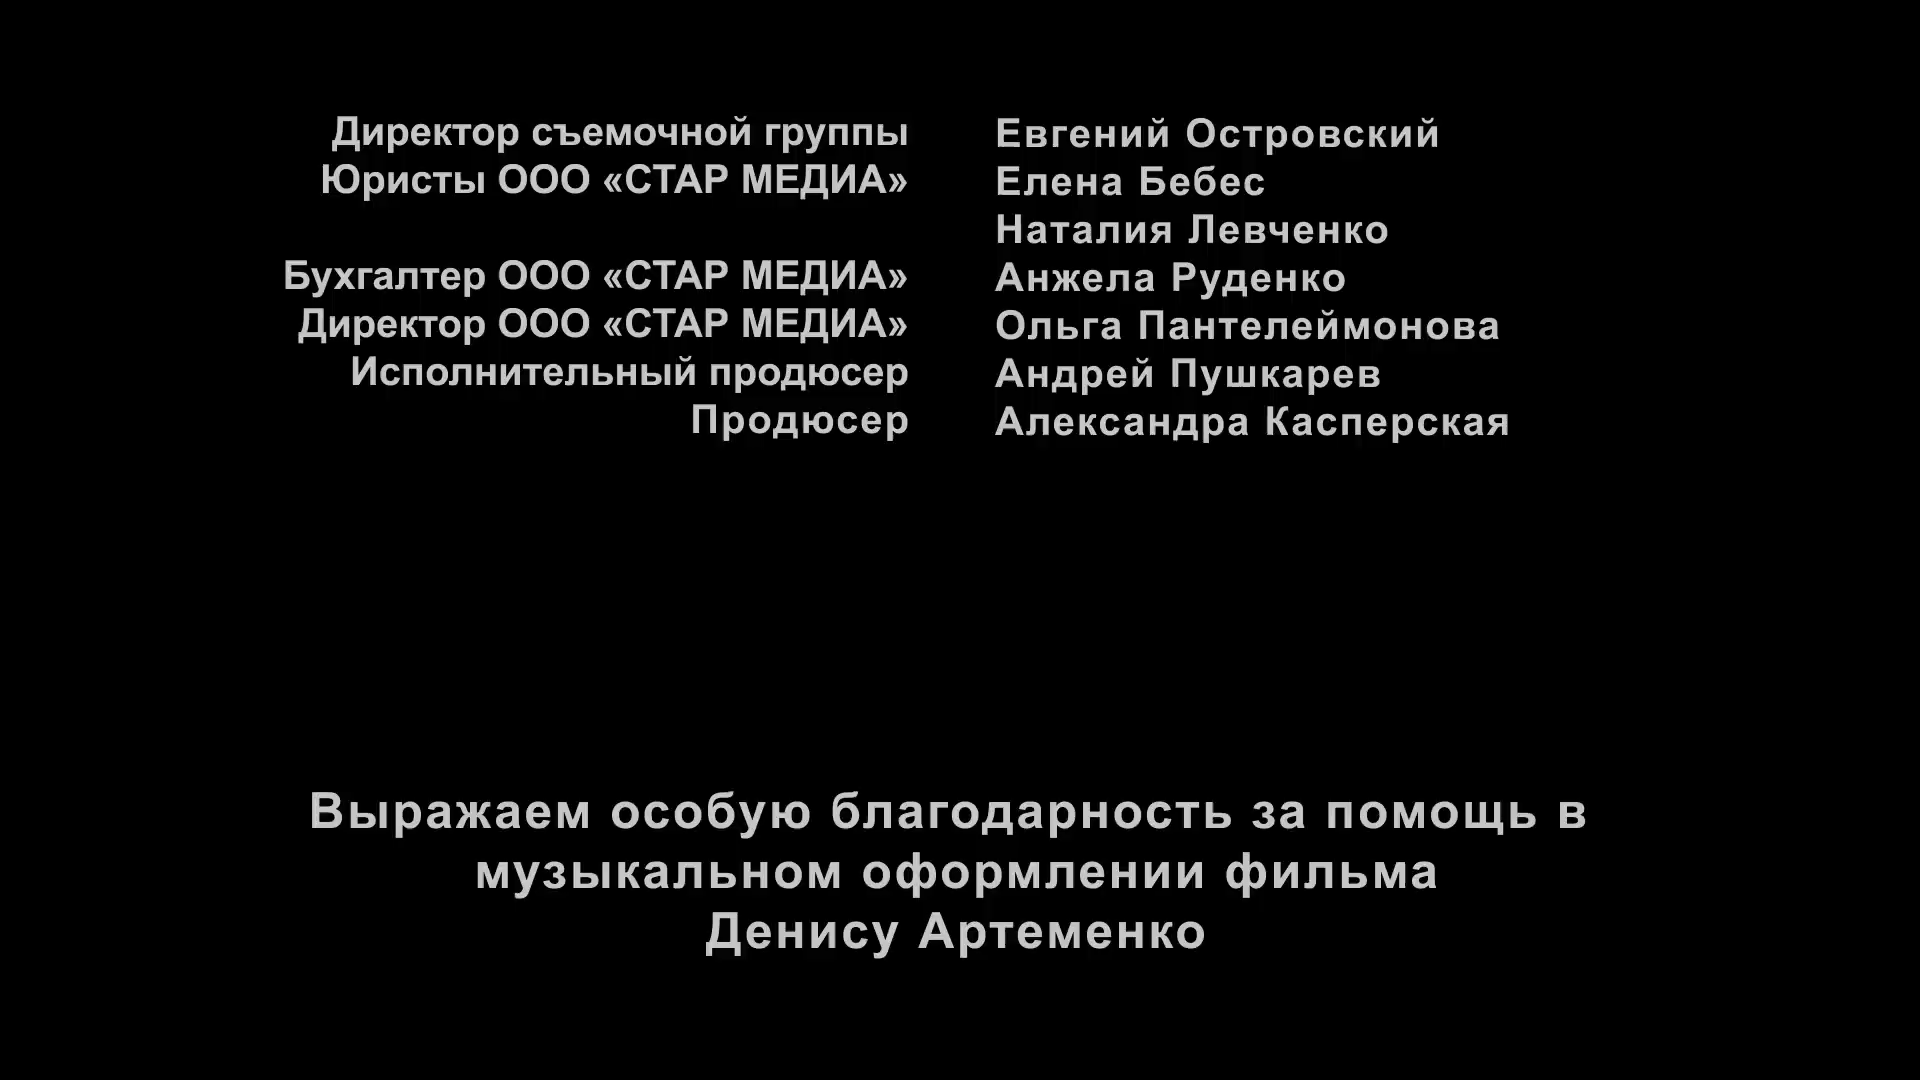 Директор съемочной группы Евгений Островский
Юристы ООО «СТАР МЕДИА» Елена Бебес
Наталия Левченко
Бухгалтер ООО «СТАР МЕДИА» Анжела Руденко
Директор ООО «СТАР МЕДИА» Ольга Пантелеймонова
Исполнительный продюсер Андрей Пушкарев
Продюсер Александра Касперская
Выражаем особую благодарность за помощь в
музыкальном оформлении фильма
Денису Артеменко